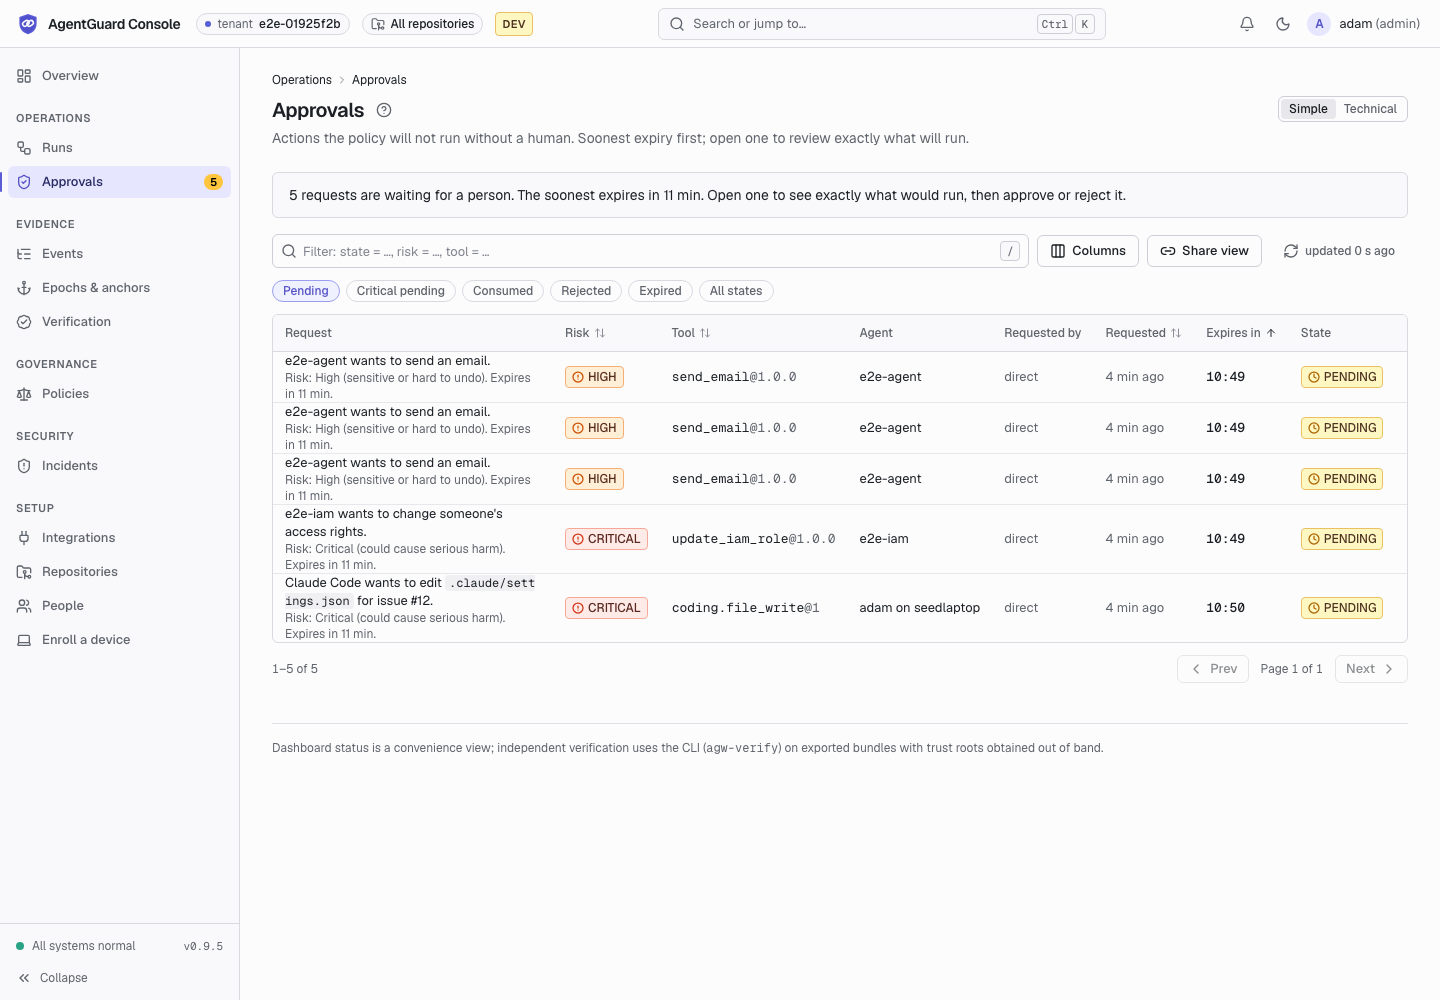 AgentGuard Console
tenant e2e-01925f2b
All repositories
DEV
Search or jump to…
Ctrl K
A
adam (admin)
Overview
OPERATIONS
Runs
Approvals 5
EVIDENCE
Events
Epochs & anchors
Verification
GOVERNANCE
Policies
SECURITY
Incidents
SETUP
Integrations
Repositories
People
Enroll a device
All systems normal v0.9.5
Collapse
Operations Approvals
Approvals
Simple Technical
Actions the policy will not run without a human. Soonest expiry first; open one to review exactly what will run.
5 requests are waiting for a person. The soonest expires in 11 min. Open one to see exactly what would run, then approve or reject it.
Filter: state = …, risk = …, tool = … /
Columns
Share view
updated 0 s ago
Pending Critical pending Consumed Rejected Expired All states
Request Risk Tool Agent Requested by Requested Expires in State
e2e-agent wants to send an email.
Risk: High (sensitive or hard to undo). Expires
in 11 min.
HIGH send_email@1.0.0 e2e-agent direct 4 min ago 10:49 PENDING
e2e-agent wants to send an email.
Risk: High (sensitive or hard to undo). Expires
in 11 min.
HIGH send_email@1.0.0 e2e-agent direct 4 min ago 10:49 PENDING
e2e-agent wants to send an email.
Risk: High (sensitive or hard to undo). Expires
in 11 min.
HIGH send_email@1.0.0 e2e-agent direct 4 min ago 10:49 PENDING
e2e-iam wants to change someone's
access rights.
Risk: Critical (could cause serious harm).
Expires in 11 min.
CRITICAL update_iam_role@1.0.0 e2e-iam direct 4 min ago 10:49 PENDING
Claude Code wants to edit .claude/sett
ings.json for issue #12.
Risk: Critical (could cause serious harm).
Expires in 11 min.
CRITICAL coding.file_write@1 adam on seedlaptop direct 4 min ago 10:50 PENDING
1–5 of 5
Prev Page 1 of 1 Next
Dashboard status is a convenience view; independent verification uses the CLI (agw-verify) on exported bundles with trust roots obtained out of band.